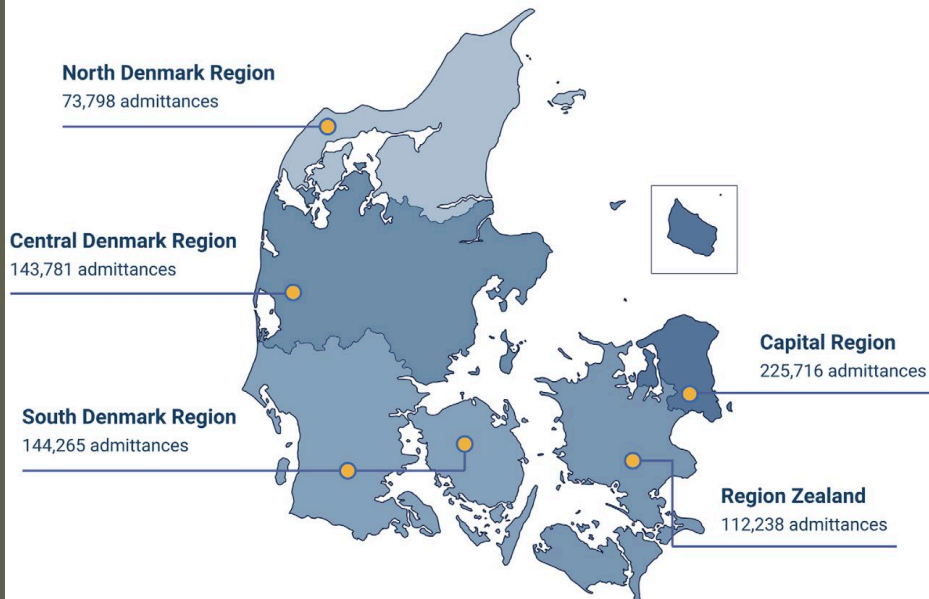 North Denmark Region
73,798 admittances
Central Denmark Region
143,781 admittances
Capital Region
225,716 admittances
South Denmark Region
144,265 admittances
Region Zealand
112,238 admittances